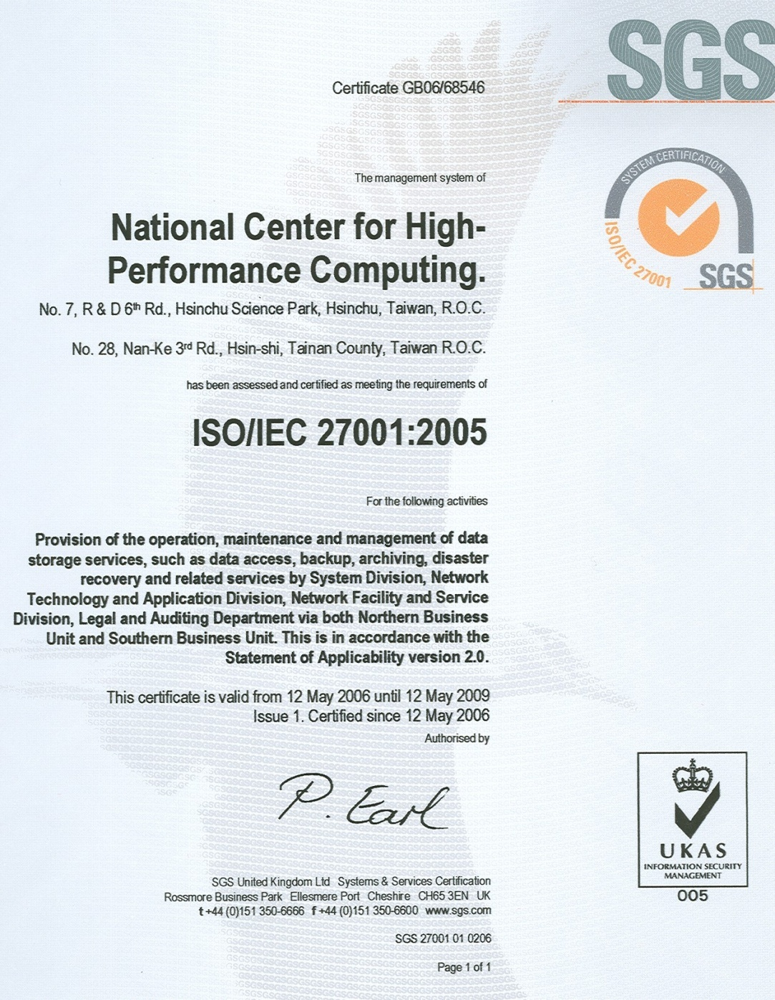 SGS
Certificate GB06/68546
SYSTEM CERTIFICATION
ISO/IEC 27001
SGS
The management system of
National Center for High-
Performance Computing.
No. 7, R & D 6th Rd., Hsinchu Science Park, Hsinchu, Taiwan, R.O.C.
No. 28, Nan-Ke 3rd Rd., Hsin-shi, Tainan County, Taiwan R.O.C.
has been assessed and certified as meeting the requirements of
ISO/IEC 27001:2005
For the following activities
Provision of the operation, maintenance and management of data
storage services, such as data access, backup, archiving, disaster
recovery and related services by System Division, Network
Technology and Application Division, Network Facility and Service
Division, Legal and Auditing Department via both Northern Business
Unit and Southern Business Unit. This is in accordance with the
Statement of Applicability version 2.0.
This certificate is valid from 12 May 2006 until 12 May 2009
Issue 1. Certified since 12 May 2006
Authorised by
P. Earl
UKAS
INFORMATION SECURITY
MANAGEMENT
005
SGS United Kingdom Ltd Systems & Services Certification
Rossmore Business Park Ellesmere Port Cheshire CH65 3EN UK
t +44 (0)151 350-6666 f +44 (0)151 350-6600 www.sgs.com
SGS 27001 01 0206
Page 1 of 1